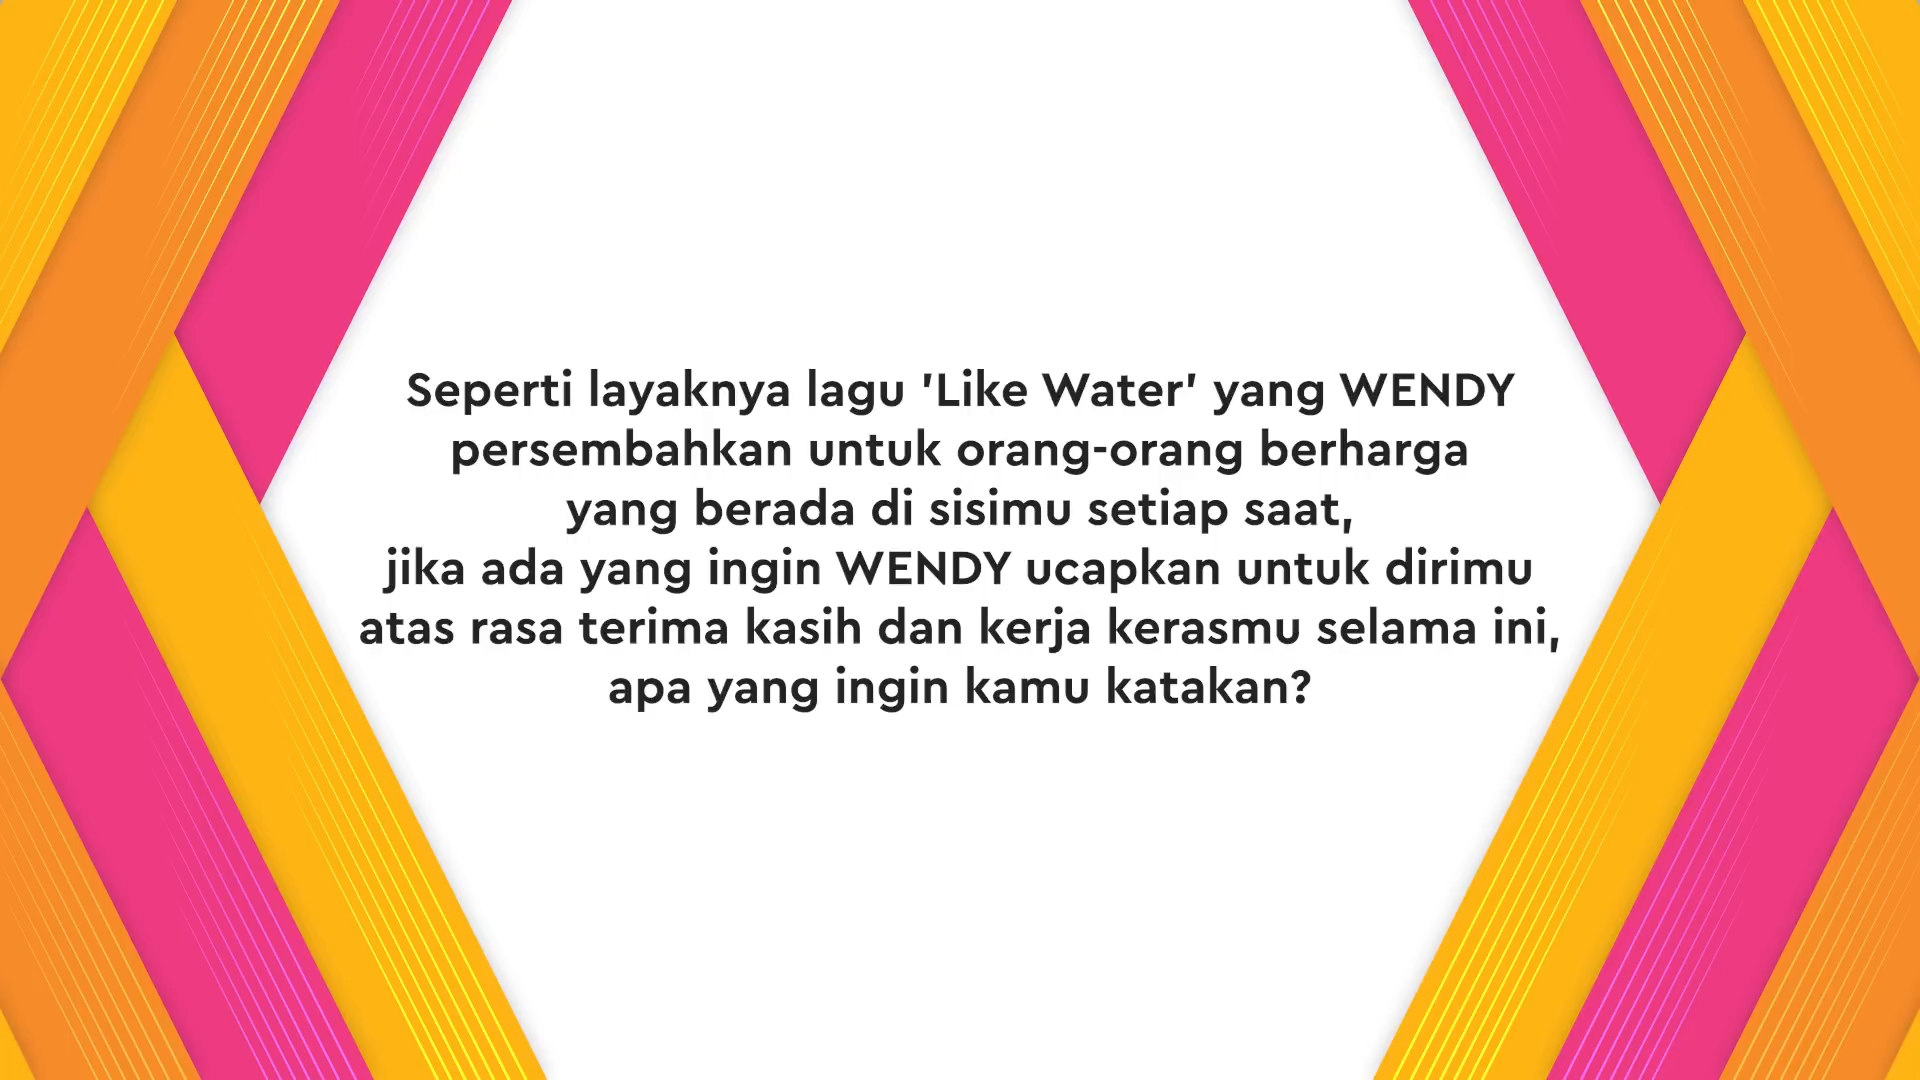 Seperti layaknya lagu 'Like Water' yang WENDY
persembahkan untuk orang-orang berharga
yang berada di sisimu setiap saat,
jika ada yang ingin WENDY ucapkan untuk dirimu
atas rasa terima kasih dan kerja kerasmu selama ini,
apa yang ingin kamu katakan?